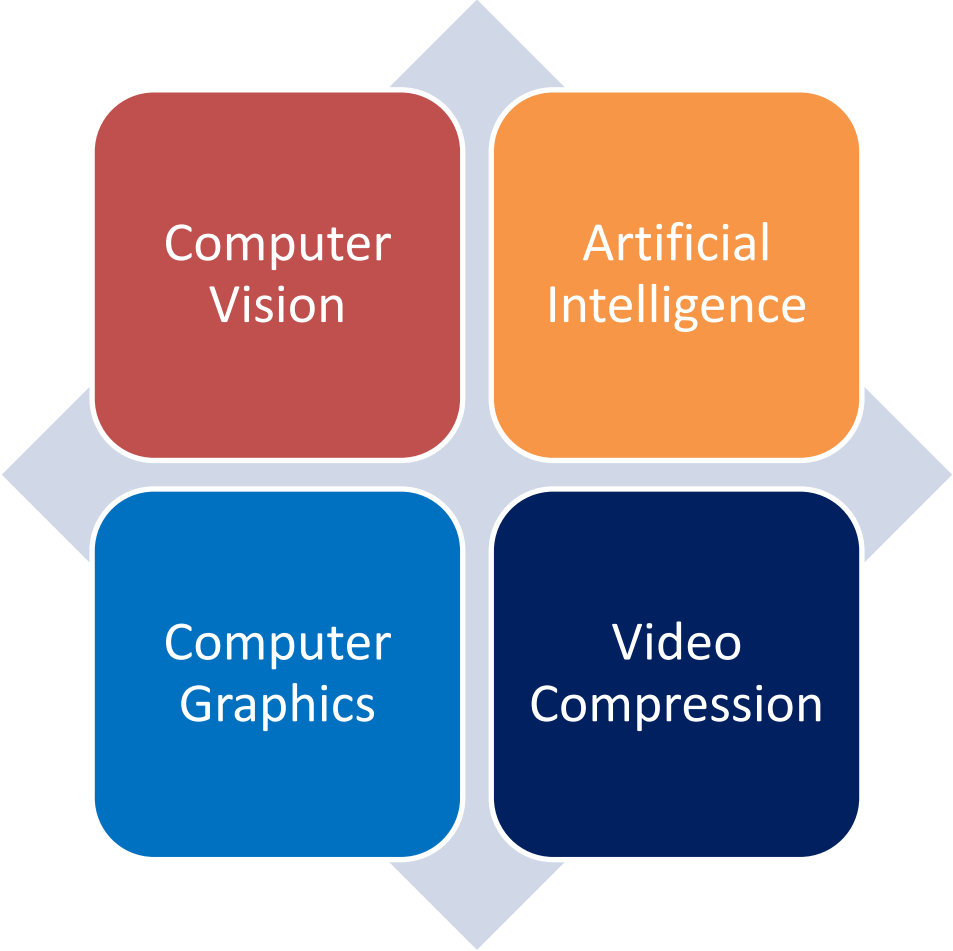 Computer
Vision
Artificial
Intelligence
Computer
Graphics
Video
Compression